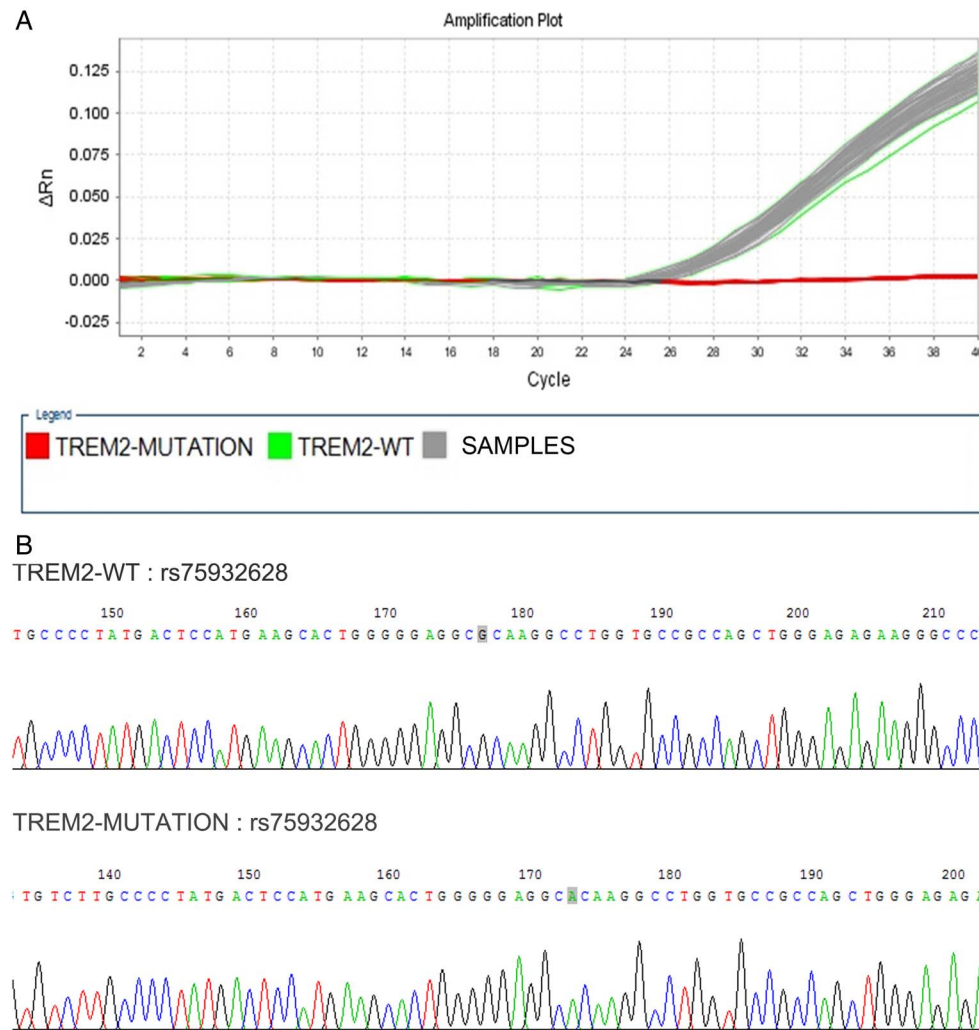 A
Amplification Plot
0.125
0.100
0.075
0.050
0.025
0.000
-0.025
ΔRn
2 4 6 8 10 12 14 16 18 20 22 24 26 28 30 32 34 36 38
Cycle
Legend
TREM2-MUTATION TREM2-WT SAMPLES
B
TREM2-WT : rs75932628
150 160 170 180 190 200 210
T G C C C C T A T G A C T C C A T G A A G C A C T G G G G G A G G C G C A A G G C C T G G T G C C G C C A G C T G G G A G A G A A G G G C C C
TREM2-MUTATION : rs75932628
140 150 160 170 180 190 200
T G T C T T G C C C C T A T G A C T C C A T G A A G C A C T G G G G G A G G C A C A A G G C C T G G T G C C G C C A G C T G G G A G A G